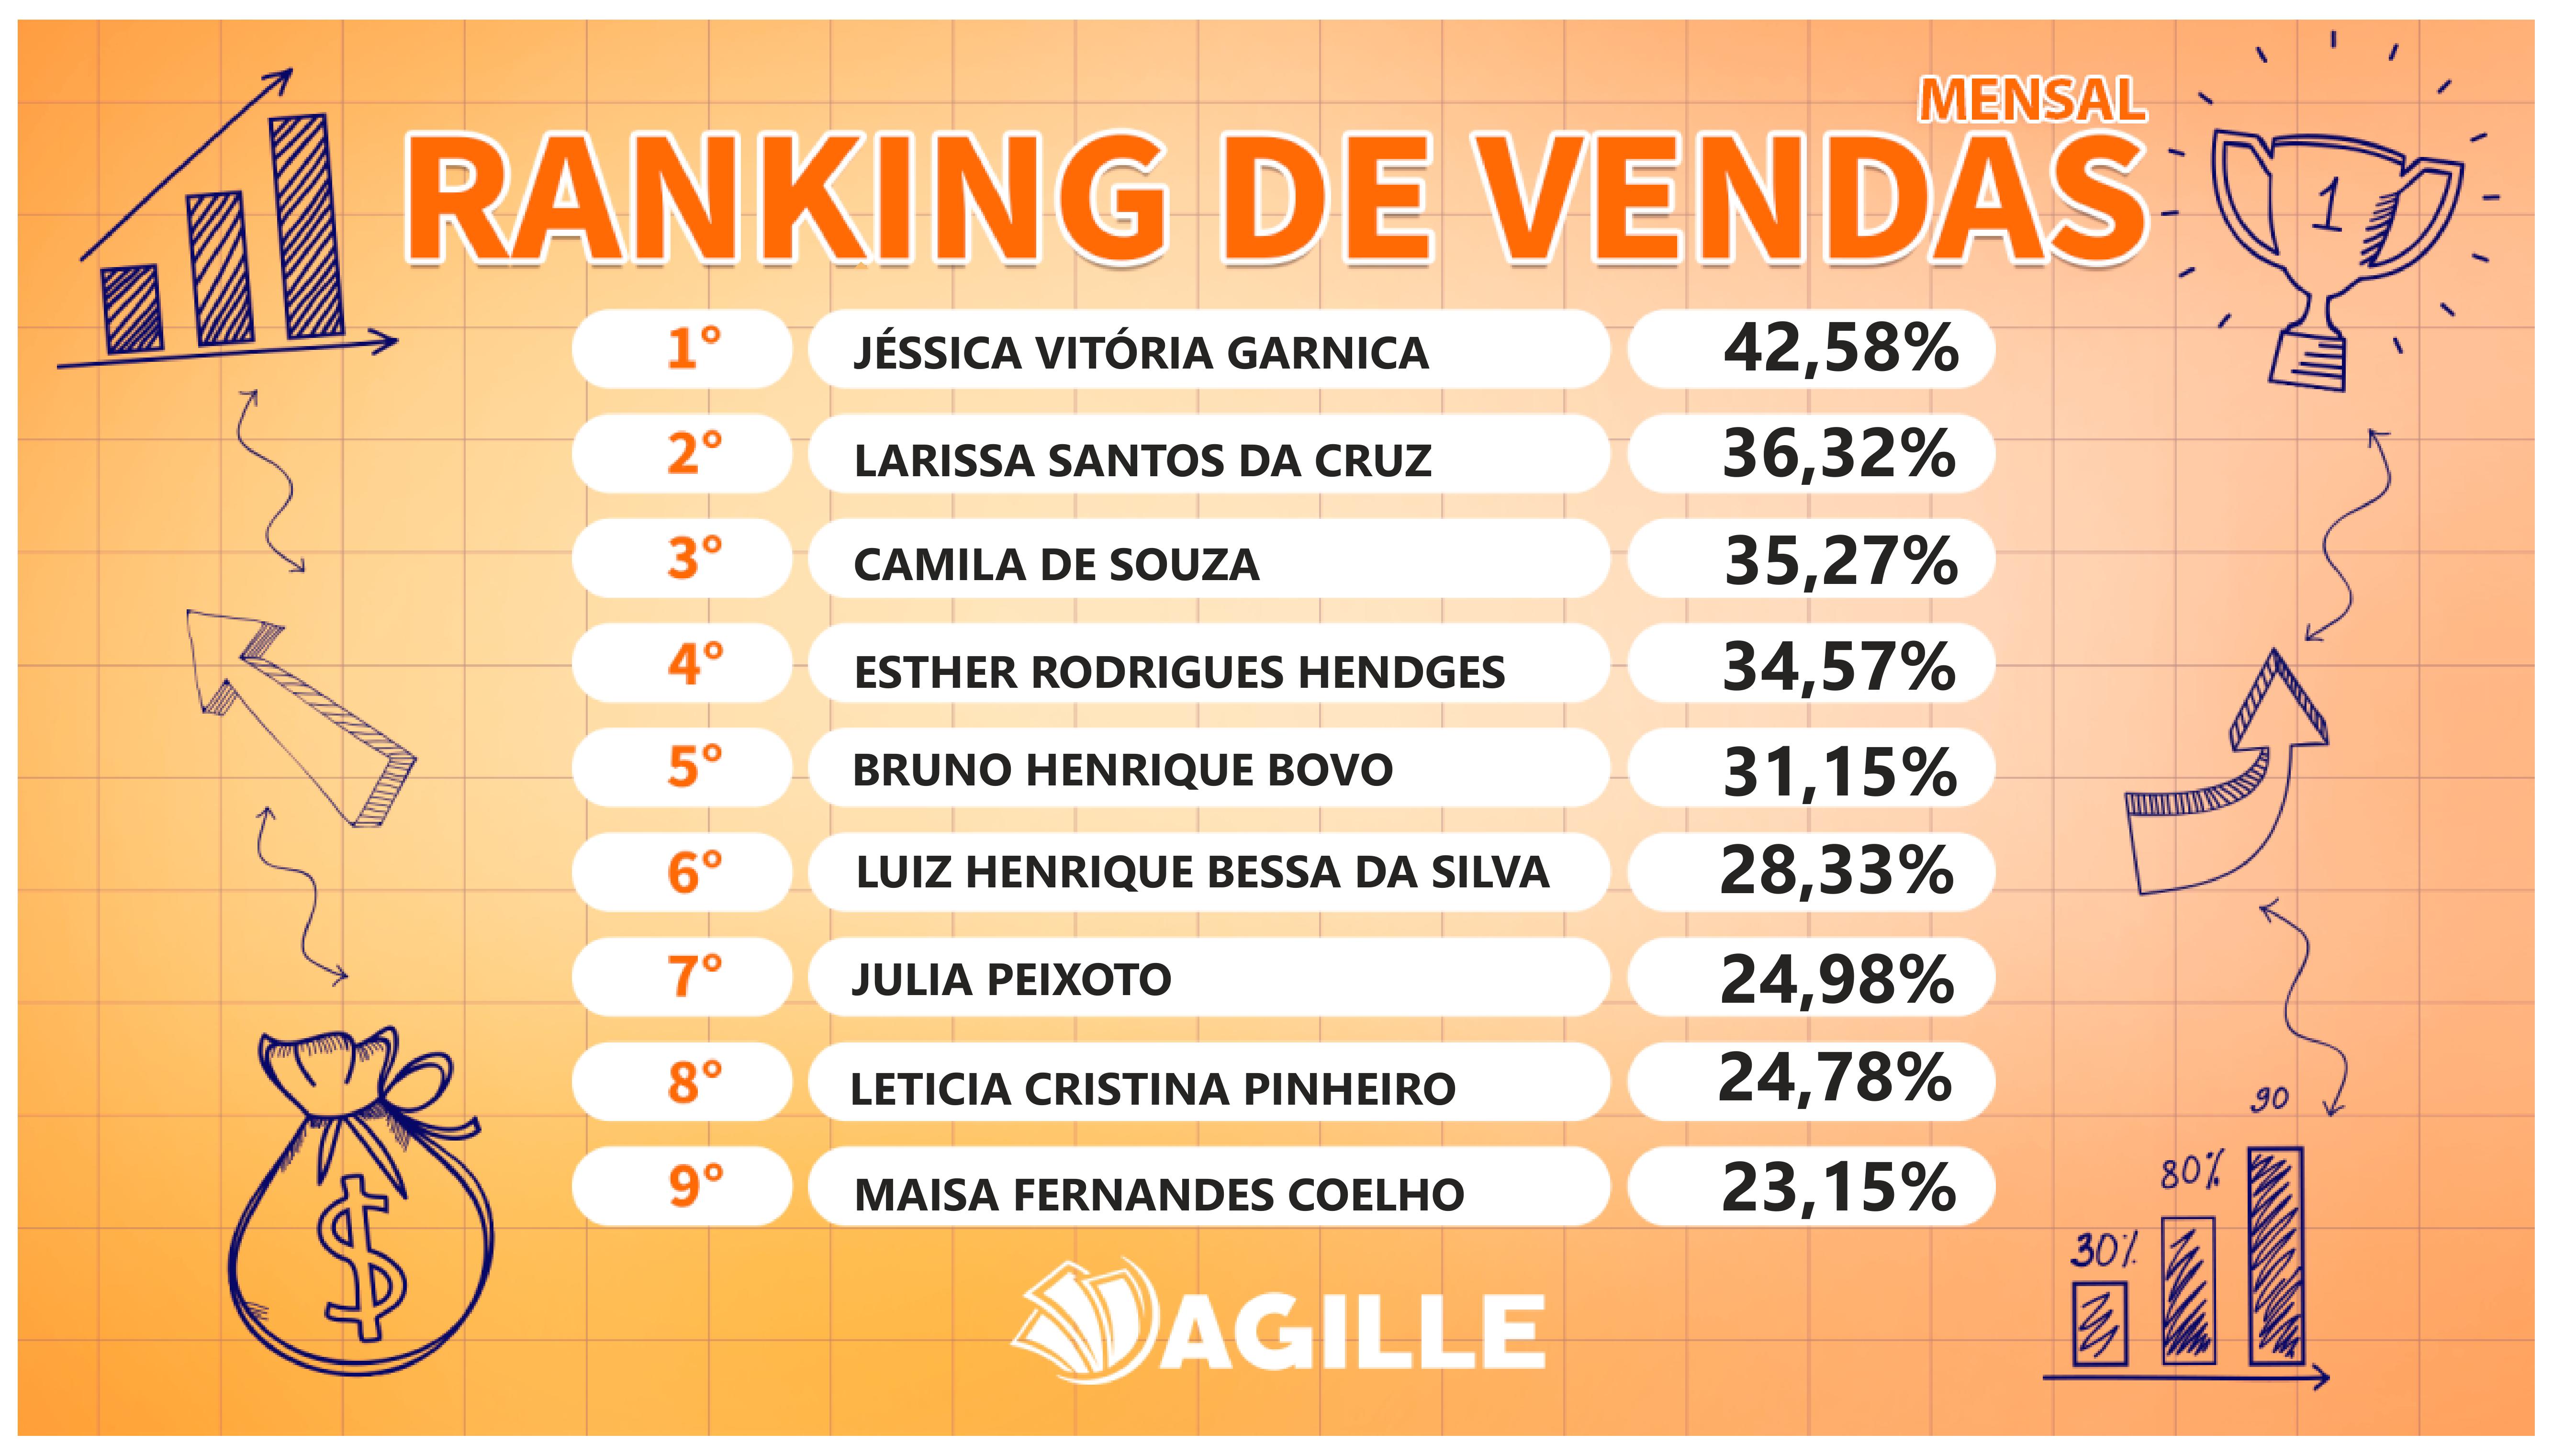 MENSAL
RANKING DE VENDAS
1
1° JÉSSICA VITÓRIA GARNICA 42,58%
2° LARISSA SANTOS DA CRUZ 36,32%
3° CAMILA DE SOUZA 35,27%
4° ESTHER RODRIGUES HENDGES 34,57%
5° BRUNO HENRIQUE BOVO 31,15%
6° LUIZ HENRIQUE BESSA DA SILVA 28,33%
7° JULIA PEIXOTO 24,98%
8° LETICIA CRISTINA PINHEIRO 24,78%
9° MAISA FERNANDES COELHO 23,15%
90
80%
30%
$
AGILLE